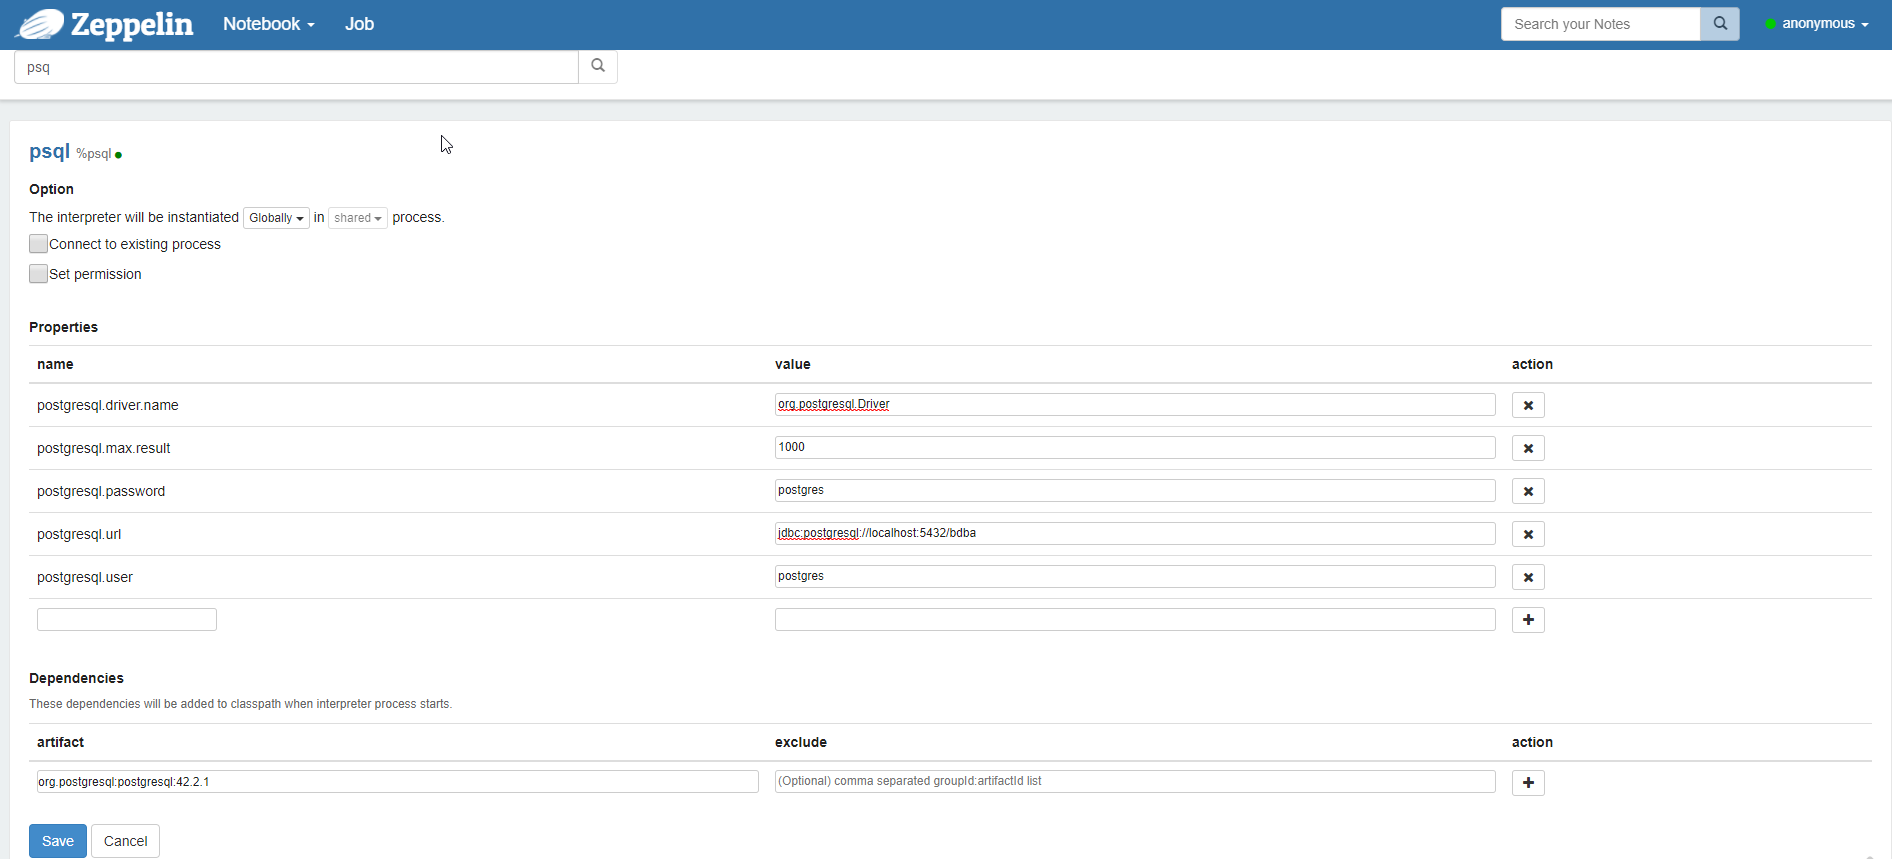 Zeppelin Notebook Job Search your Notes anonymous
psq
psql %psql
Option
The interpreter will be instantiated Globally in shared process.
Connect to existing process
Set permission
Properties
name value action
postgresql.driver.name org.postgresql.Driver
postgresql.max.result 1000
postgresql.password postgres
postgresql.url jdbc:postgresql://localhost:5432/bdba
postgresql.user postgres
Dependencies
These dependencies will be added to classpath when interpreter process starts.
artifact exclude action
org.postgresql:postgresql:42.2.1 (Optional) comma separated groupId:artifactId list
Save Cancel